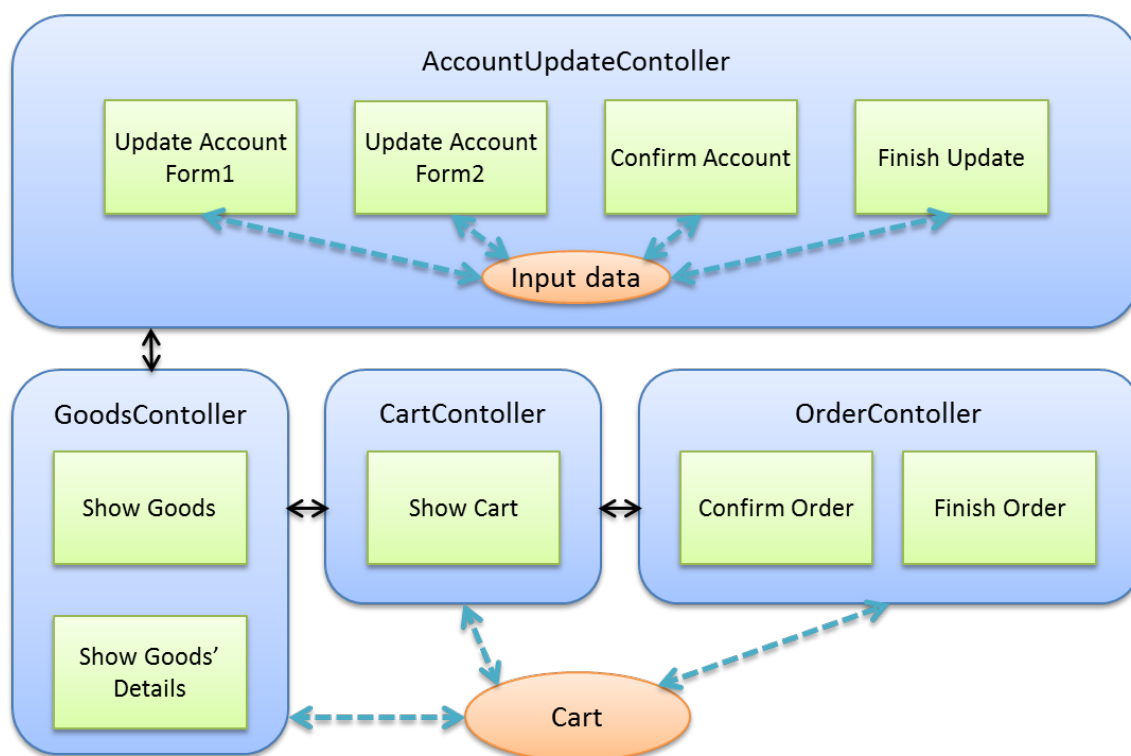 AccountUpdateContoller
Update Account
Form1
Update Account
Form2
Confirm Account
Finish Update
Input data
GoodsContoller
Show Goods
Show Goods’
Details
CartContoller
Show Cart
OrderContoller
Confirm Order
Finish Order
Cart